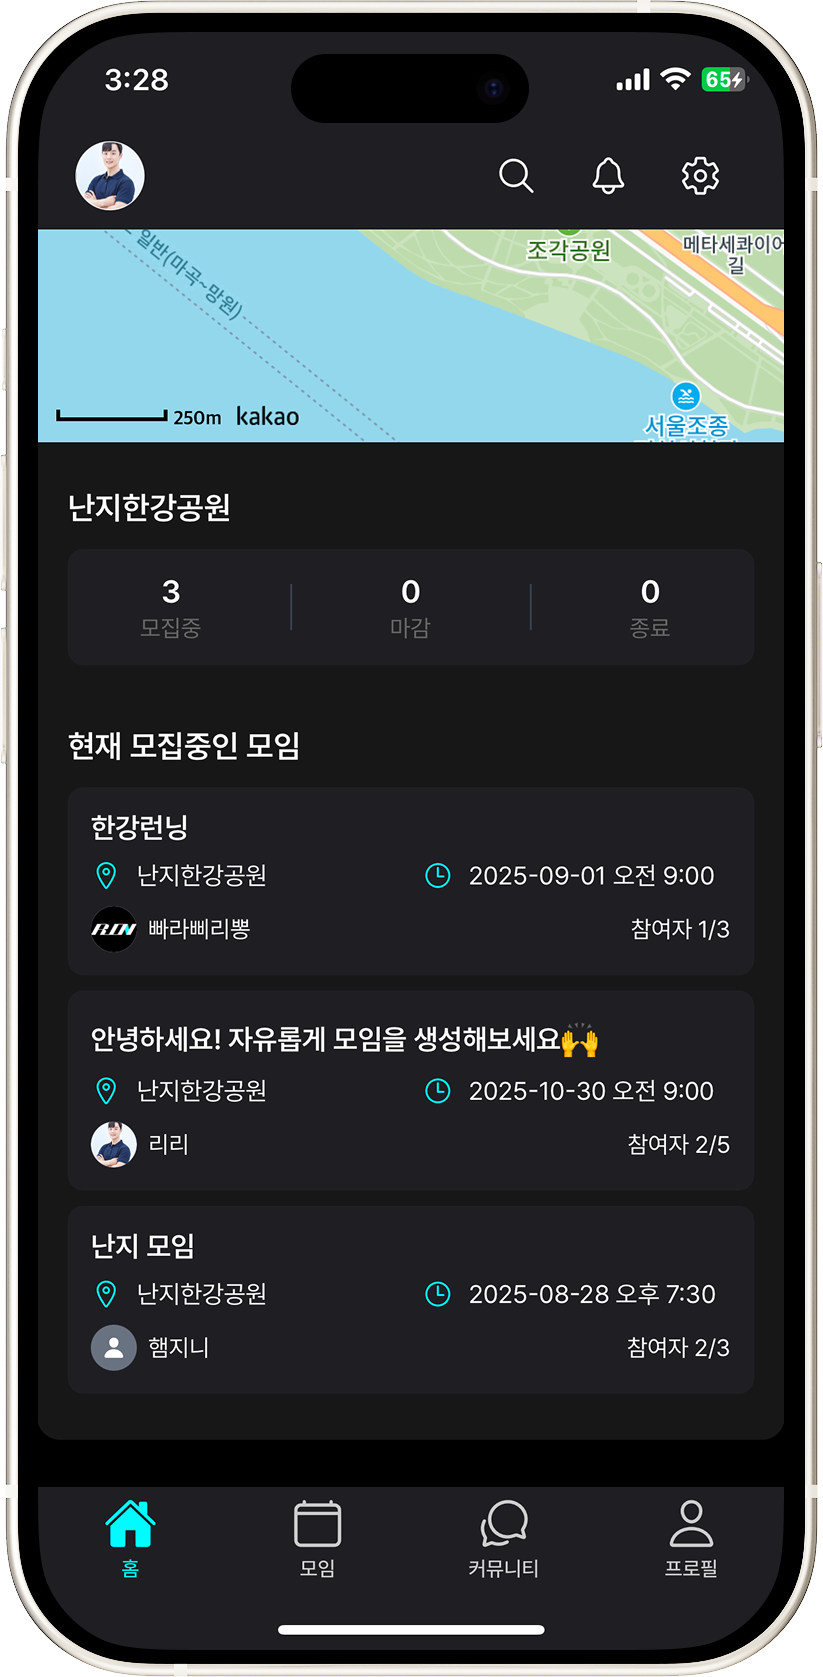 3:28
65
일반(마곡~망원)
조각공원
메타세콰이어
길
250m kakao
서울조종
난지한강공원
3 0 0
모집중 마감 종료
현재 모집중인 모임
한강런닝
난지한강공원 2025-09-01 오전 9:00
RUN 빠라삐리뽕 참여자 1/3
안녕하세요! 자유롭게 모임을 생성해보세요🙌
난지한강공원 2025-10-30 오전 9:00
리리 참여자 2/5
난지 모임
난지한강공원 2025-08-28 오후 7:30
햄지니 참여자 2/3
홈 모임 커뮤니티 프로필